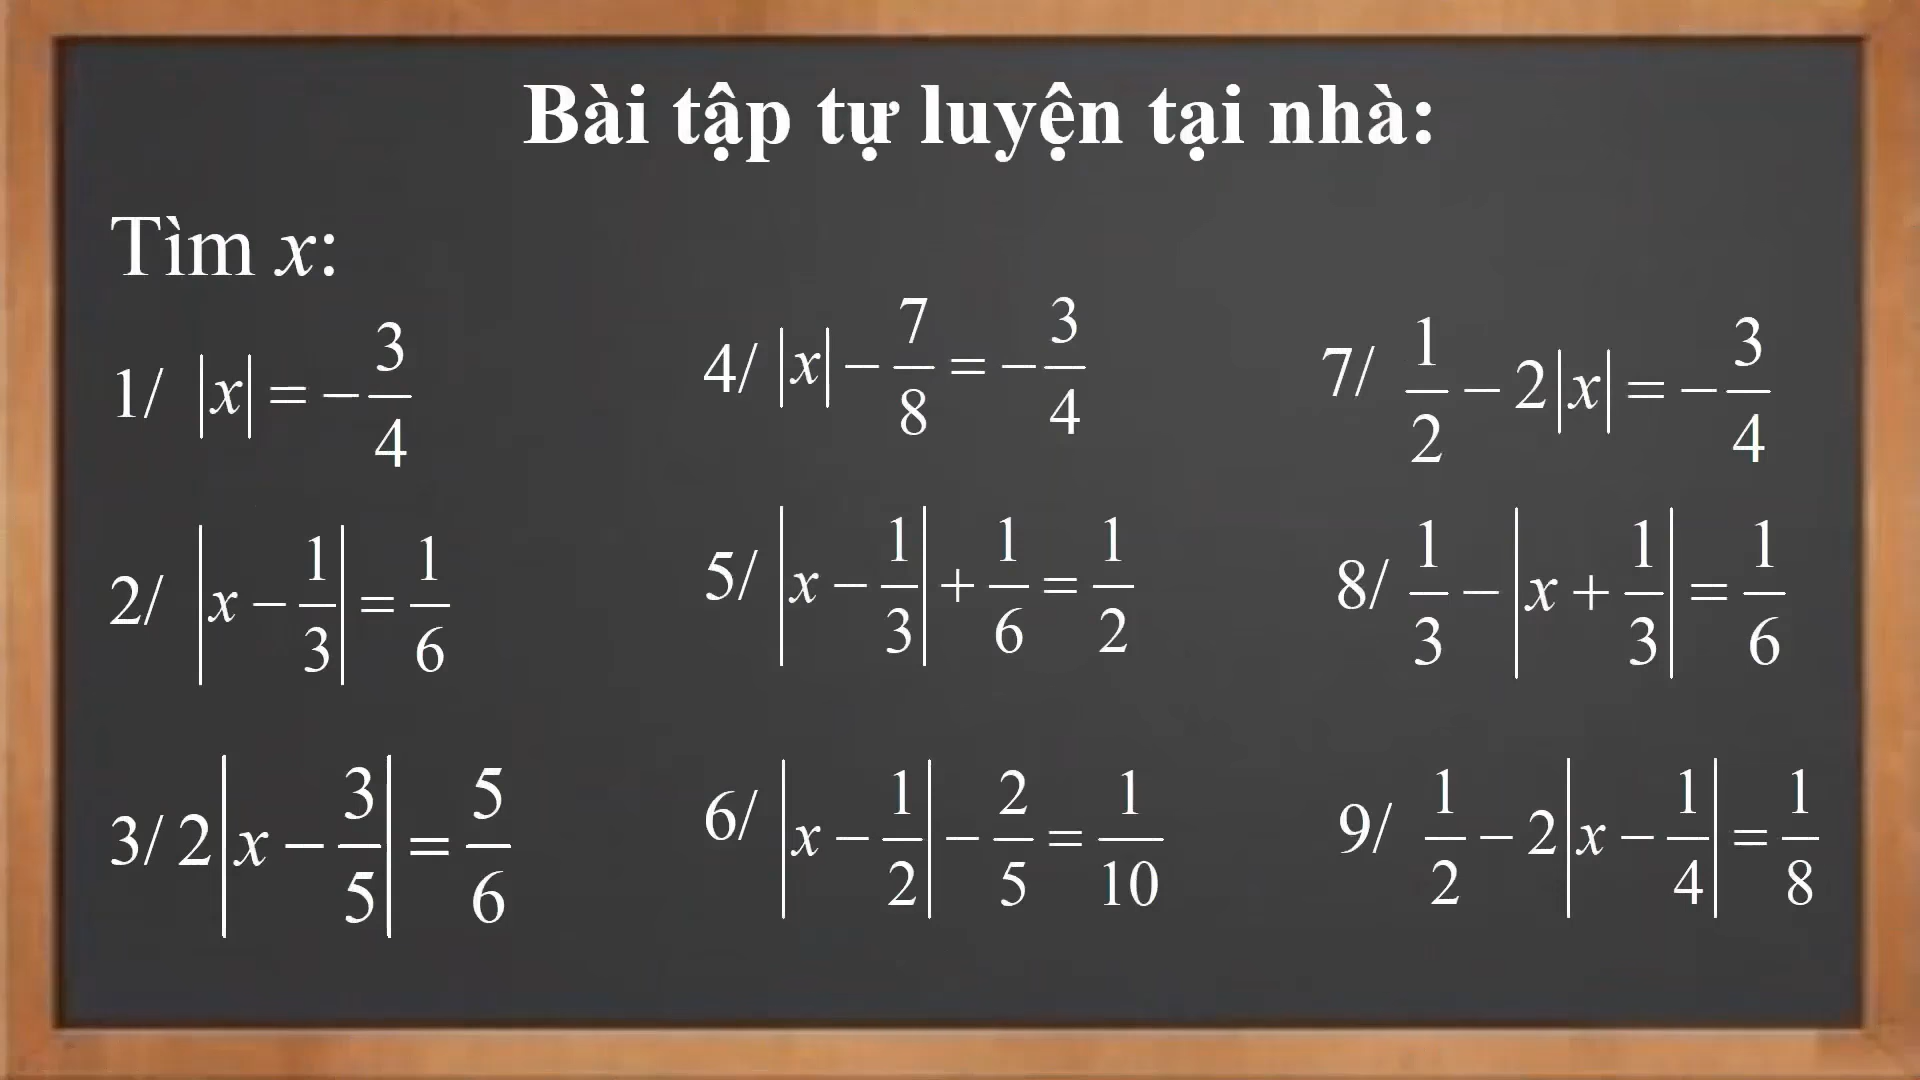 Bài tập tự luyện tại nhà:
Tìm x:
1/ |x| = -3/4
2/ |x - 1/3| = 1/6
3/ 2|x - 3/5| = 5/6
4/ |x| - 7/8 = -3/4
5/ |x - 1/3| + 1/6 = 1/2
6/ |x - 1/2| - 2/5 = 1/10
7/ 1/2 - 2|x| = -3/4
8/ 1/3 - |x + 1/3| = 1/6
9/ 1/2 - 2|x - 1/4| = 1/8